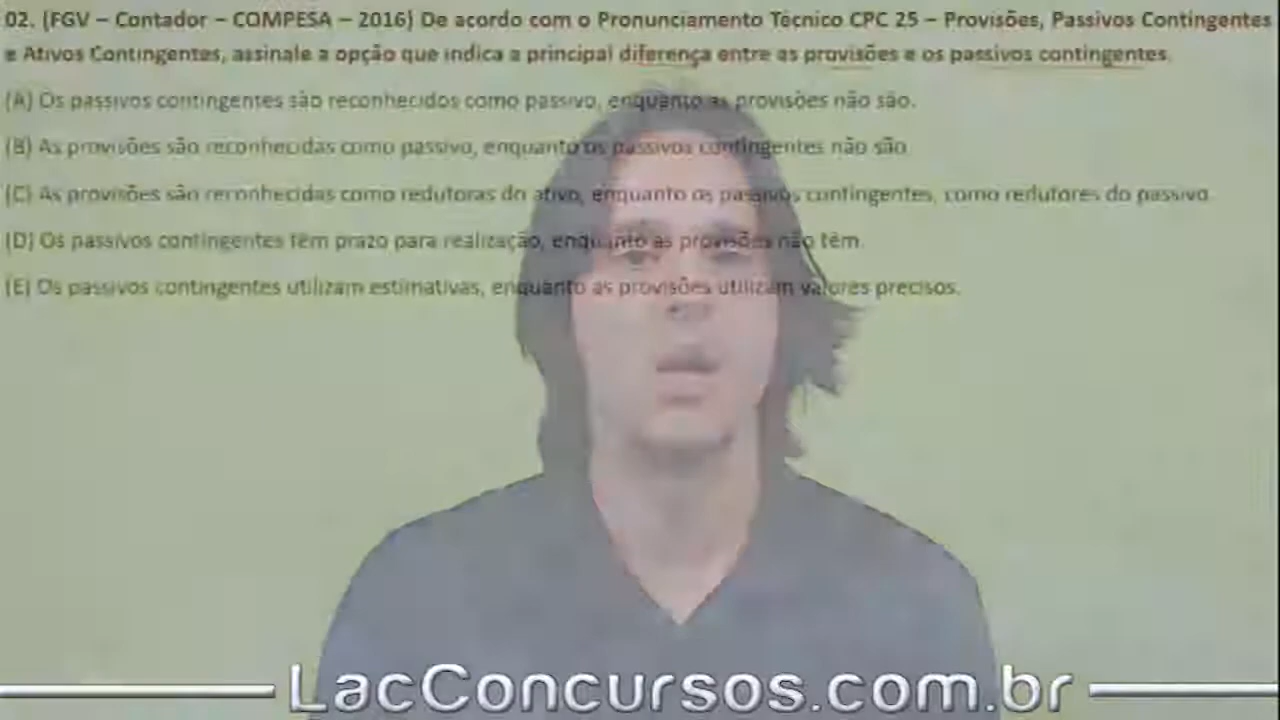 02. (FGV – Contador – COMPESA – 2016) De acordo com o Pronunciamento Técnico CPC 25 – Provisões, Passivos Contingentes
e Ativos Contingentes, assinale a opção que indica a principal diferença entre as provisões e os passivos contingentes.
(A) Os passivos contingentes são reconhecidos como passivo, enquanto as provisões não são.
(B) As provisões são reconhecidas como passivo, enquanto os passivos contingentes não são.
(C) As provisões são reconhecidas como redutoras do ativo, enquanto os passivos contingentes, como redutores do passivo.
(D) Os passivos contingentes têm prazo para realização, enquanto as provisões não têm.
(E) Os passivos contingentes utilizam estimativas, enquanto as provisões utilizam valores precisos.
LacConcursos.com.br